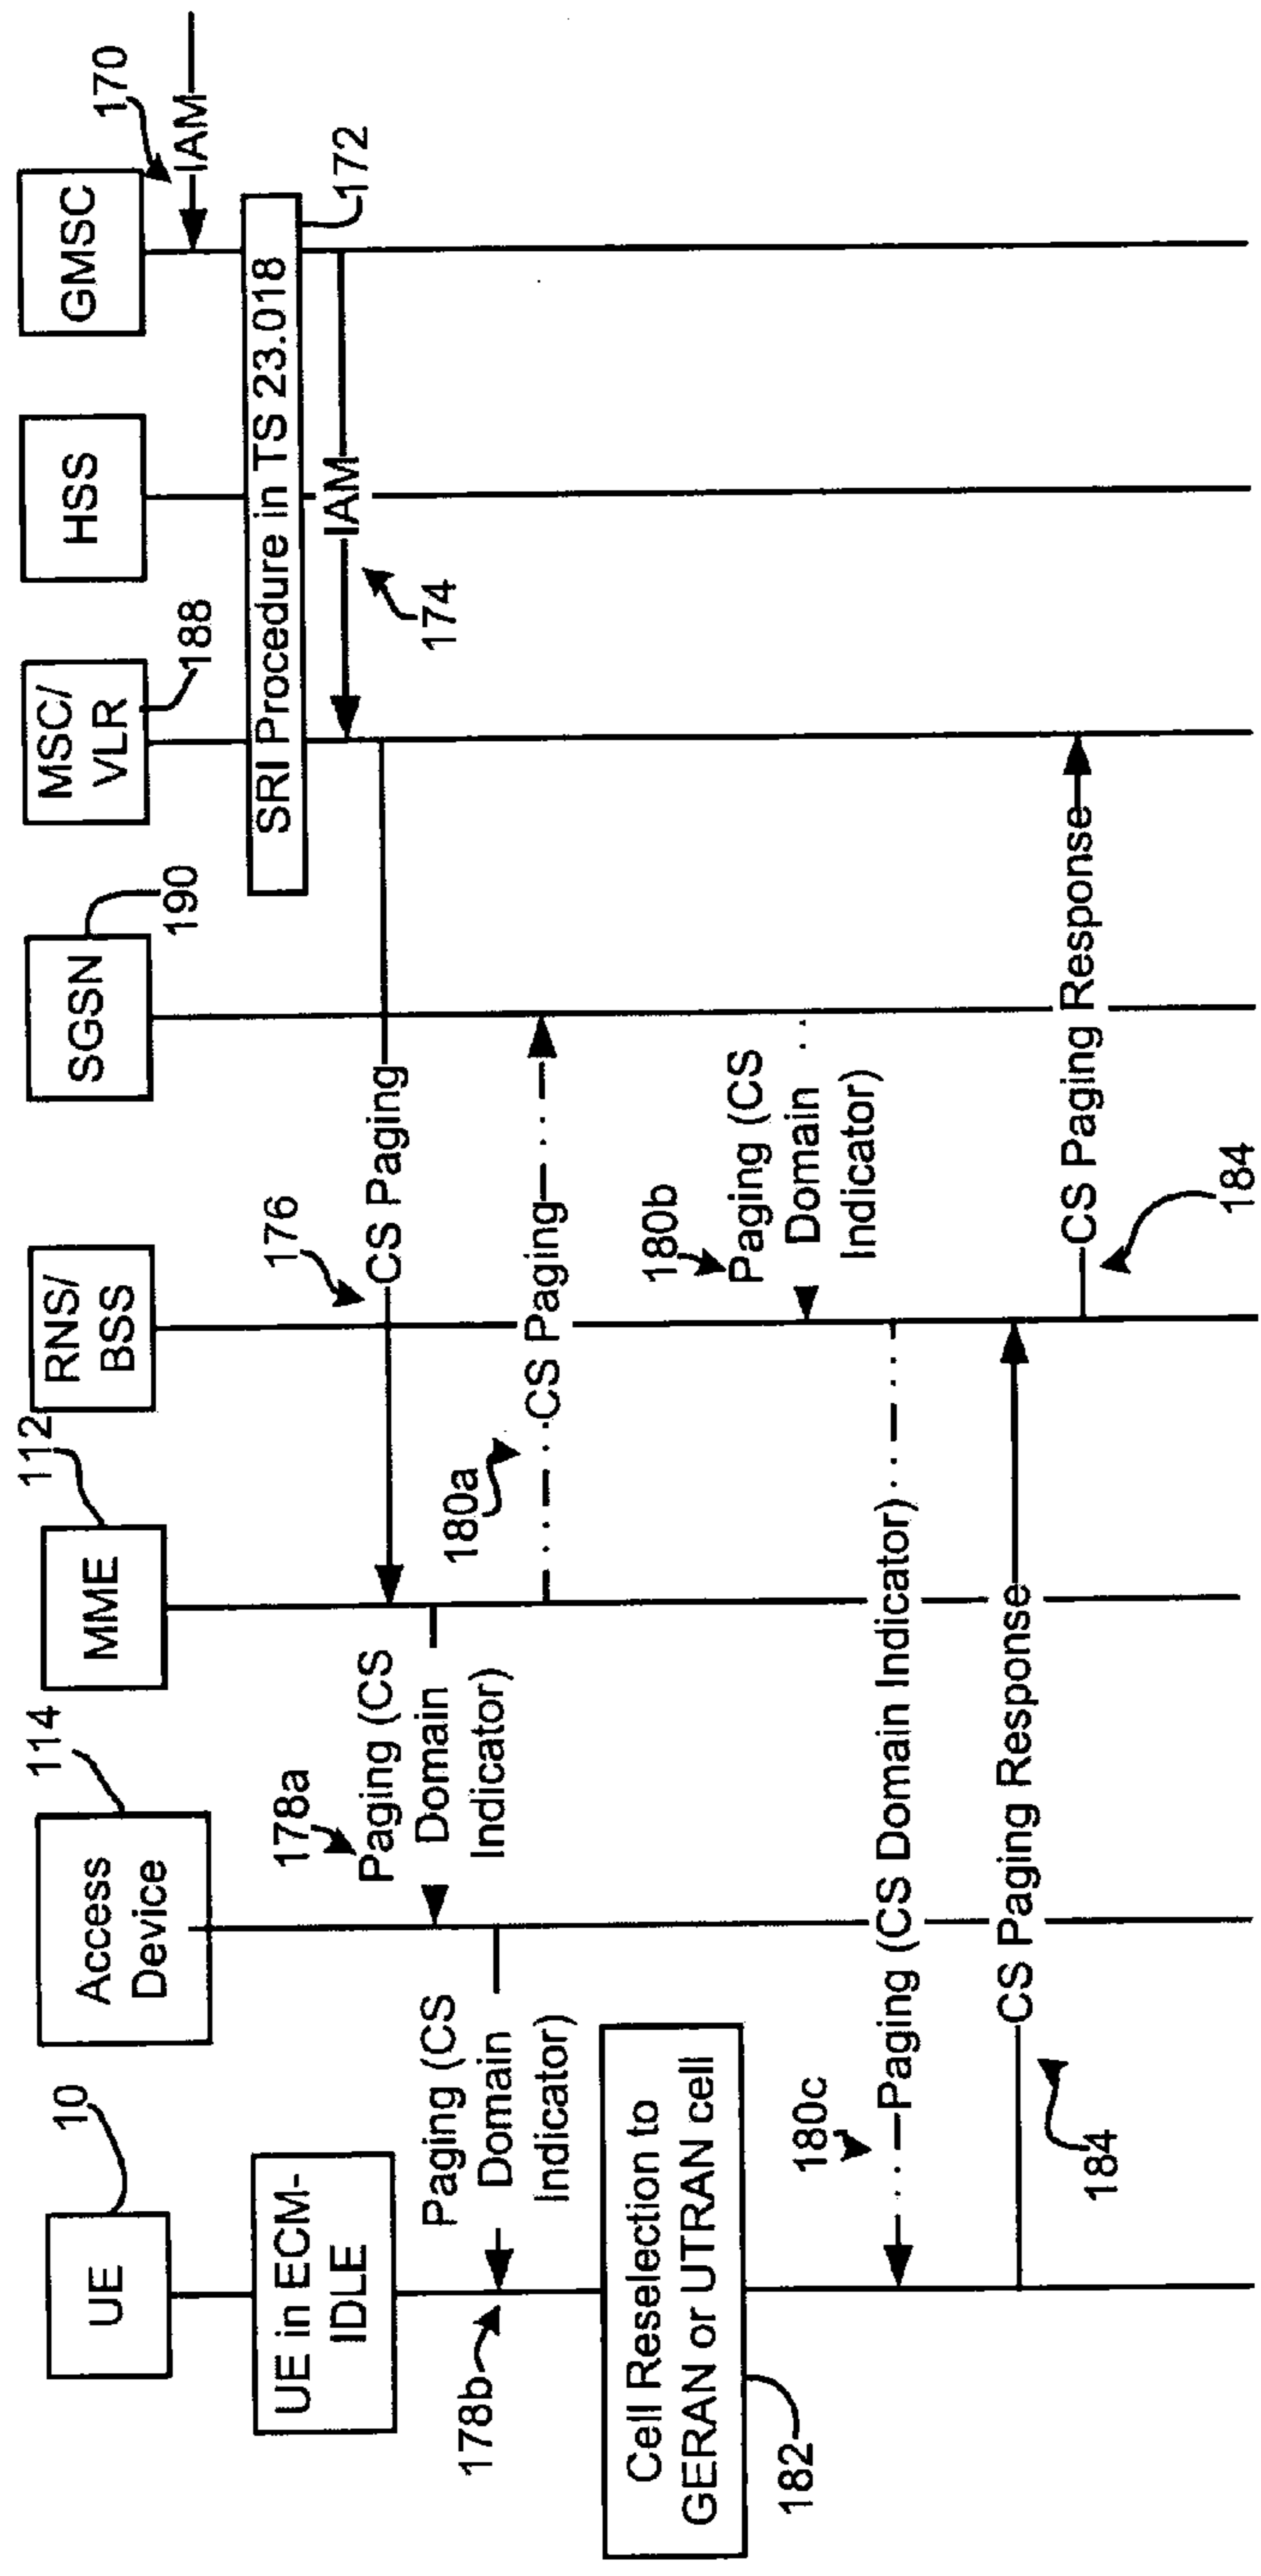 UE
10
Access
Device
114
MME
112
RNS/
BSS
SGSN
190
MSC/
VLR
188
HSS
GMSC
170
IAM
UE in ECM-
IDLE
SRI Procedure in TS 23.018
172
IAM
174
176
CS Paging
178a
Paging (CS
Domain
Indicator)
178b
Paging (CS
Domain
Indicator)
180a
CS Paging
Cell Reselection to
GERAN or UTRAN cell
182
180b
Paging (CS
Domain
Indicator)
180c
Paging (CS Domain Indicator)
CS Paging Response
184
CS Paging Response
184